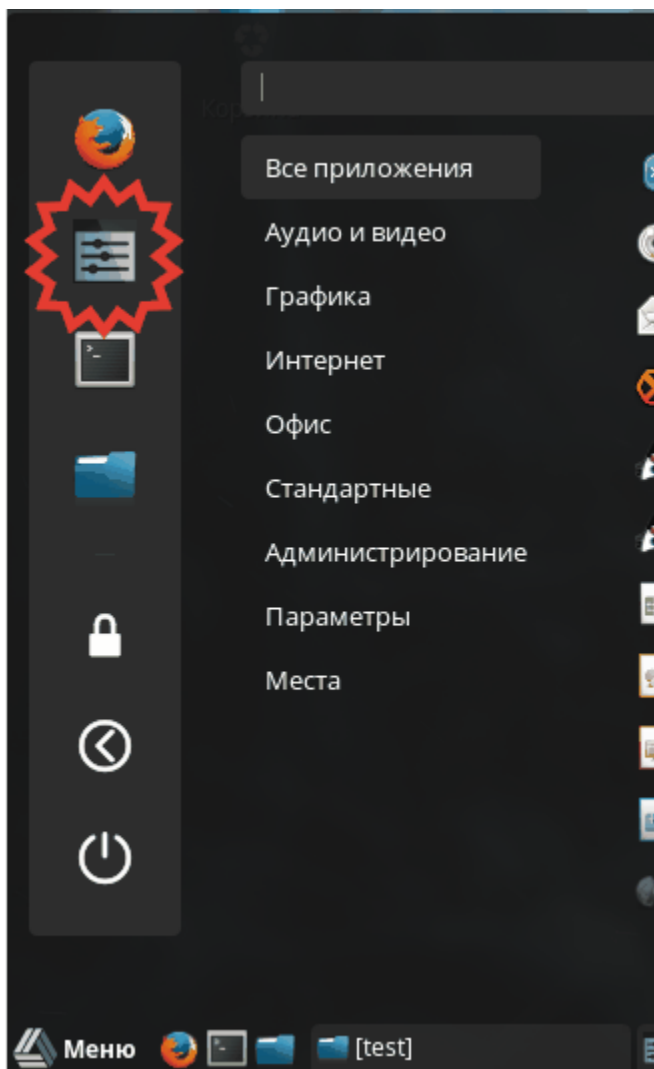 Все приложения
Аудио и видео
Графика
Интернет
Офис
Стандартные
Администрирование
Параметры
Места
Меню
[test]